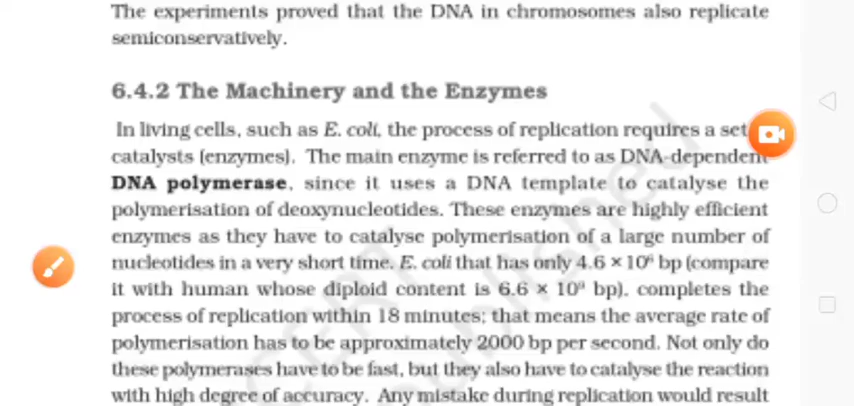 The experiments proved that the DNA in chromosomes also replicate
semiconservatively.
6.4.2 The Machinery and the Enzymes
In living cells, such as E. coli, the process of replication requires a set
catalysts (enzymes). The main enzyme is referred to as DNA-dependent
DNA polymerase, since it uses a DNA template to catalyse the
polymerisation of deoxynucleotides. These enzymes are highly efficient
enzymes as they have to catalyse polymerisation of a large number of
nucleotides in a very short time. E. coli that has only 4.6 × 10⁶ bp (compare
it with human whose diploid content is 6.6 × 10⁹ bp), completes the
process of replication within 18 minutes; that means the average rate of
polymerisation has to be approximately 2000 bp per second. Not only do
these polymerases have to be fast, but they also have to catalyse the reaction
with high degree of accuracy. Any mistake during replication would result